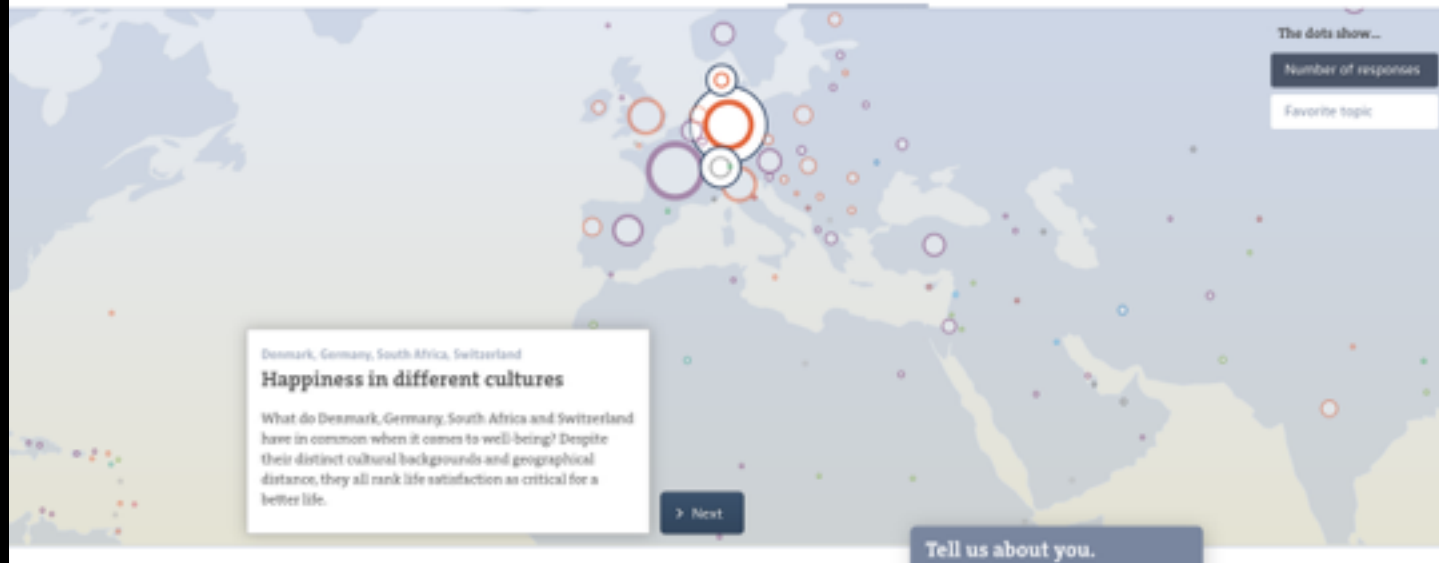 The dots show...
Number of responses
Favorite topic
Denmark, Germany, South Africa, Switzerland
Happiness in different cultures
What do Denmark, Germany, South Africa and Switzerland
have in common when it comes to well-being? Despite
their distinct cultural backgrounds and geographical
distance, they all rank life satisfaction as critical for a
better life.
> Next
Tell us about you.